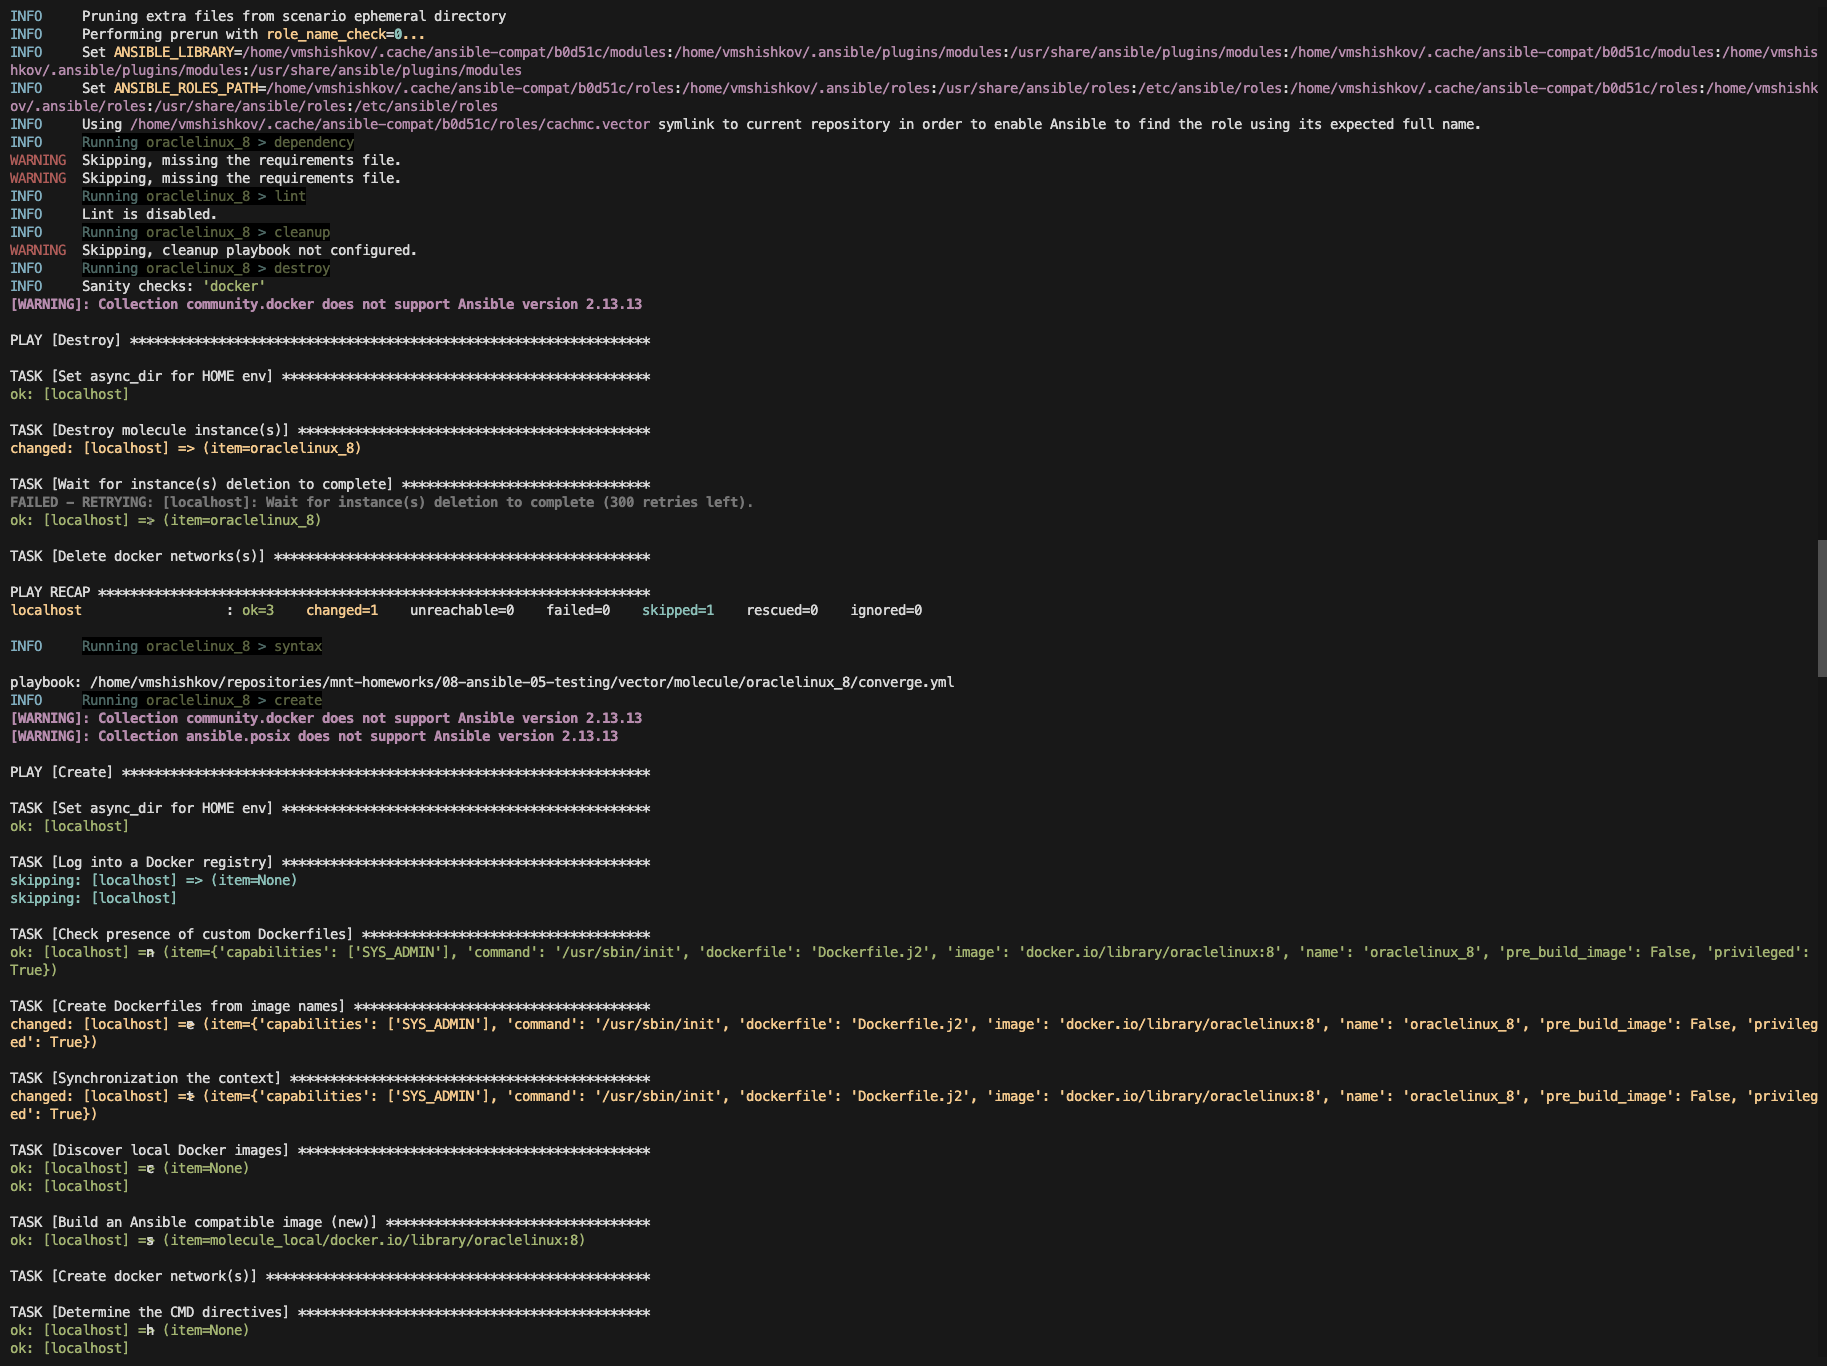 INFO     Pruning extra files from scenario ephemeral directory
INFO     Performing prerun with role_name_check=0...
INFO     Set ANSIBLE_LIBRARY=/home/vmshishkov/.cache/ansible-compat/b0d51c/modules:/home/vmshishkov/.ansible/plugins/modules:/usr/share/ansible/plugins/modules:/home/vmshishkov/.cache/ansible-compat/b0d51c/modules:/home/vmshis
hkov/.ansible/plugins/modules:/usr/share/ansible/plugins/modules
INFO     Set ANSIBLE_ROLES_PATH=/home/vmshishkov/.cache/ansible-compat/b0d51c/roles:/home/vmshishkov/.ansible/roles:/usr/share/ansible/roles:/etc/ansible/roles:/home/vmshishkov/.cache/ansible-compat/b0d51c/roles:/home/vmshishk
ov/.ansible/roles:/usr/share/ansible/roles:/etc/ansible/roles
INFO     Using /home/vmshishkov/.cache/ansible-compat/b0d51c/roles/cachmc.vector symlink to current repository in order to enable Ansible to find the role using its expected full name.
INFO     Running oraclelinux_8 > dependency
WARNING  Skipping, missing the requirements file.
WARNING  Skipping, missing the requirements file.
INFO     Running oraclelinux_8 > lint
INFO     Lint is disabled.
INFO     Running oraclelinux_8 > cleanup
WARNING  Skipping, cleanup playbook not configured.
INFO     Running oraclelinux_8 > destroy
INFO     Sanity checks: 'docker'
[WARNING]: Collection community.docker does not support Ansible version 2.13.13
PLAY [Destroy] *****************************************************************
TASK [Set async_dir for HOME env] **********************************************
ok: [localhost]
TASK [Destroy molecule instance(s)] ********************************************
changed: [localhost] => (item=oraclelinux_8)
TASK [Wait for instance(s) deletion to complete] *******************************
FAILED - RETRYING: [localhost]: Wait for instance(s) deletion to complete (300 retries left).
ok: [localhost] => (item=oraclelinux_8)
TASK [Delete docker networks(s)] ***********************************************
PLAY RECAP *********************************************************************
localhost                  : ok=3    changed=1    unreachable=0    failed=0    skipped=1    rescued=0    ignored=0
INFO     Running oraclelinux_8 > syntax
playbook: /home/vmshishkov/repositories/mnt-homeworks/08-ansible-05-testing/vector/molecule/oraclelinux_8/converge.yml
INFO     Running oraclelinux_8 > create
[WARNING]: Collection community.docker does not support Ansible version 2.13.13
[WARNING]: Collection ansible.posix does not support Ansible version 2.13.13
PLAY [Create] ******************************************************************
TASK [Set async_dir for HOME env] **********************************************
ok: [localhost]
TASK [Log into a Docker registry] **********************************************
skipping: [localhost] => (item=None)
skipping: [localhost]
TASK [Check presence of custom Dockerfiles] ************************************
ok: [localhost] => (item={'capabilities': ['SYS_ADMIN'], 'command': '/usr/sbin/init', 'dockerfile': 'Dockerfile.j2', 'image': 'docker.io/library/oraclelinux:8', 'name': 'oraclelinux_8', 'pre_build_image': False, 'privileged':
True})
TASK [Create Dockerfiles from image names] *************************************
changed: [localhost] => (item={'capabilities': ['SYS_ADMIN'], 'command': '/usr/sbin/init', 'dockerfile': 'Dockerfile.j2', 'image': 'docker.io/library/oraclelinux:8', 'name': 'oraclelinux_8', 'pre_build_image': False, 'privileg
ed': True})
TASK [Synchronization the context] *********************************************
changed: [localhost] => (item={'capabilities': ['SYS_ADMIN'], 'command': '/usr/sbin/init', 'dockerfile': 'Dockerfile.j2', 'image': 'docker.io/library/oraclelinux:8', 'name': 'oraclelinux_8', 'pre_build_image': False, 'privileg
ed': True})
TASK [Discover local Docker images] ********************************************
ok: [localhost] => (item=None)
ok: [localhost]
TASK [Build an Ansible compatible image (new)] *********************************
ok: [localhost] => (item=molecule_local/docker.io/library/oraclelinux:8)
TASK [Create docker network(s)] ************************************************
TASK [Determine the CMD directives] ********************************************
ok: [localhost] => (item=None)
ok: [localhost]